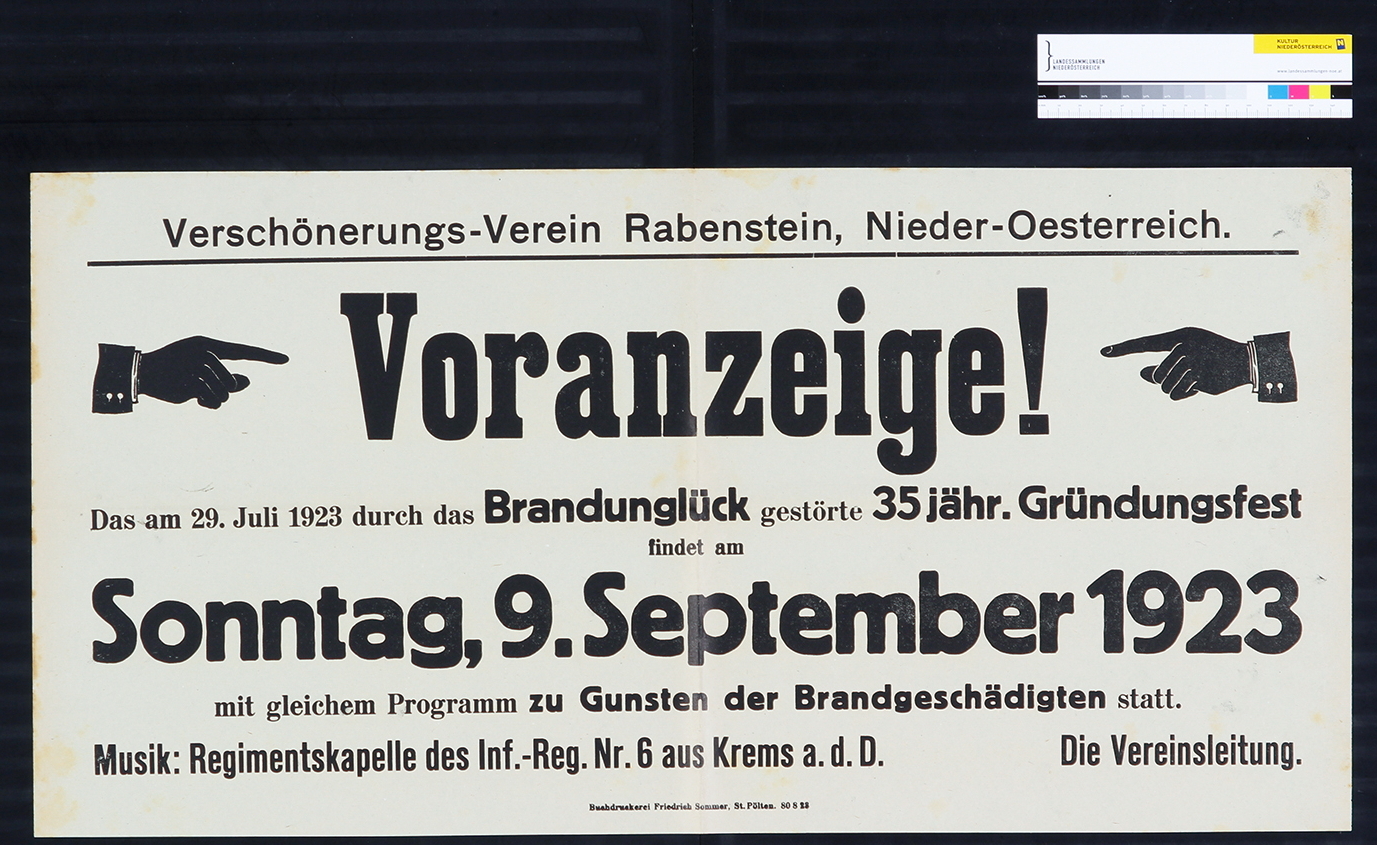 LANDESSAMMLUNGEN
NIEDERÖSTERREICH
KULTUR
NIEDERÖSTERREICH
Verschönerungs-Verein Rabenstein, Nieder-Oesterreich.
Voranzeige!
Das am 29. Juli 1923 durch das Brandunglück gestörte 35 jähr. Gründungsfest
findet am
Sonntag, 9. September 1923
mit gleichem Programm zu Gunsten der Brandgeschädigten statt.
Musik: Regimentskapelle des Inf.-Reg. Nr. 6 aus Krems a. d. D. Die Vereinsleitung.
Buchdruckerei Friedrich Sommer, St. Pölten. 80 8 23